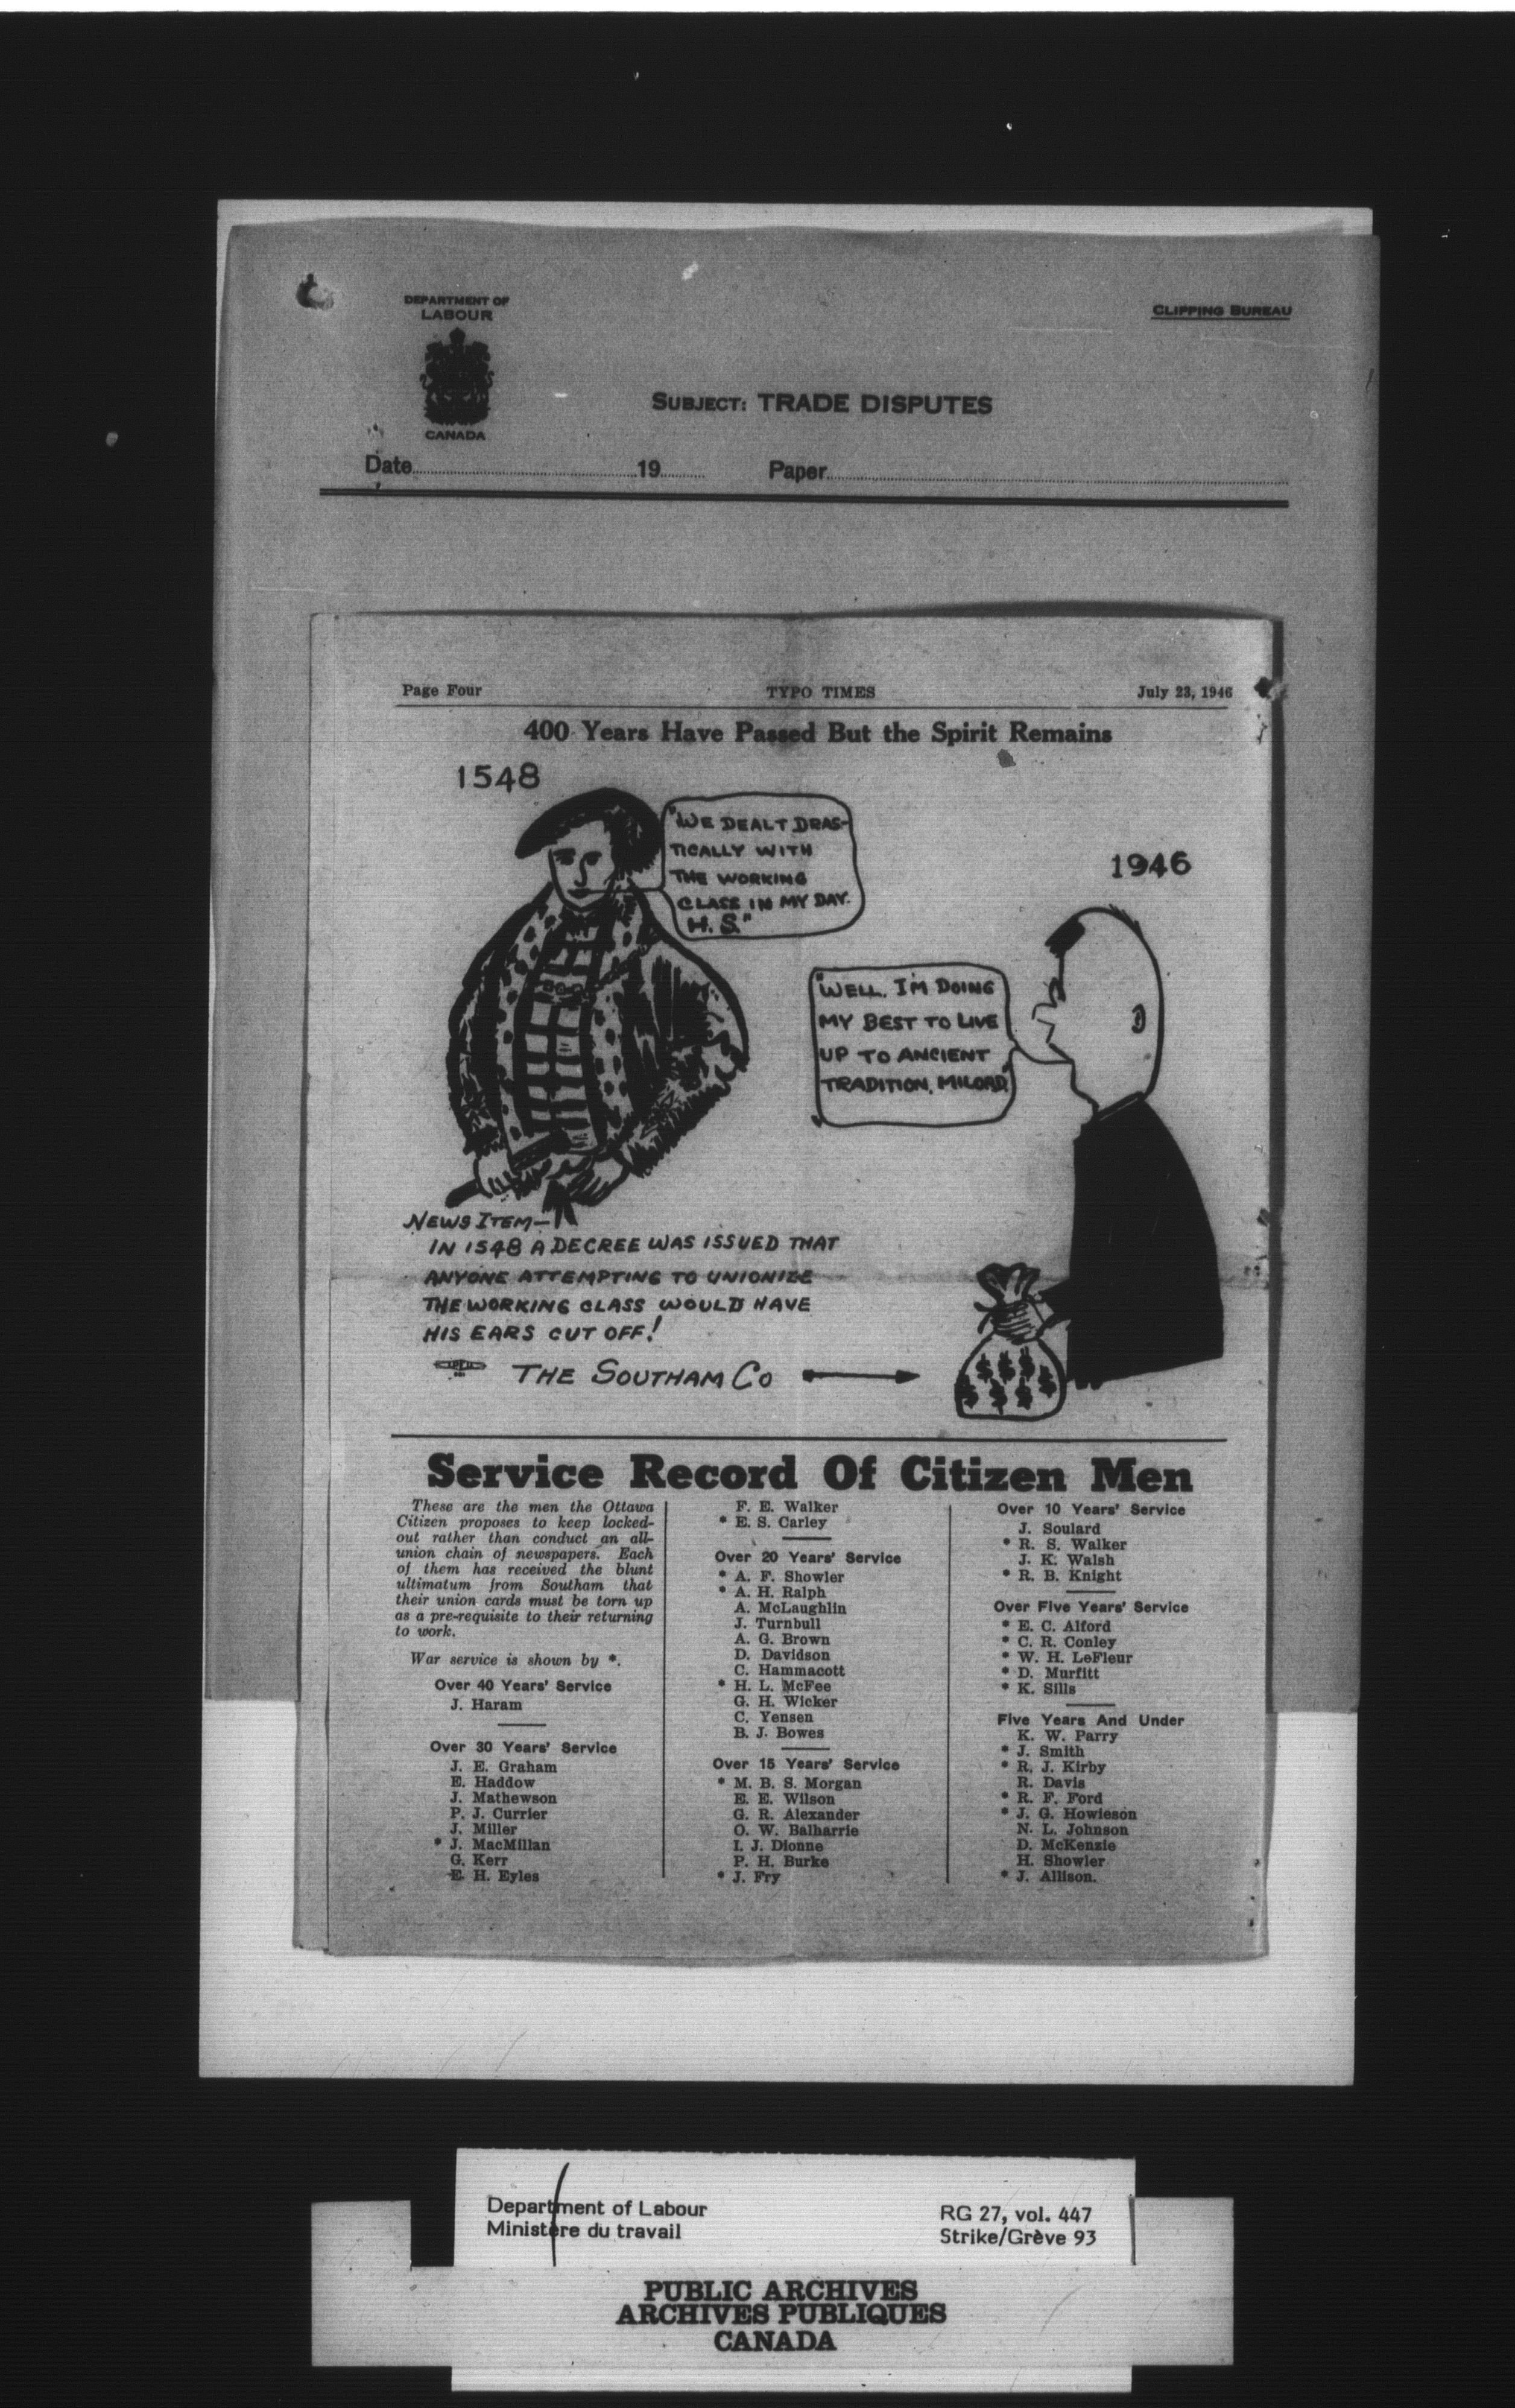 DEPARTMENT OF
LABOUR
CANADA
CLIPPING BUREAU
SUBJECT: TRADE DISPUTES
Date 19 Paper
Page Four TYPO TIMES July 23, 1946
400 Years Have Passed But the Spirit Remains
1548
"WE DEALT DRAS-
TICALLY WITH
THE WORKING
CLASS IN MY DAY.
H. S."
1946
"WELL. I'M DOING
MY BEST TO LIVE
UP TO ANCIENT
TRADITION, MILORD."
NEWS ITEM—
IN 1548 A DECREE WAS ISSUED THAT
ANYONE ATTEMPTING TO UNIONIZE
THE WORKING CLASS WOULD HAVE
HIS EARS CUT OFF!
THE SOUTHAM CO
$ $ $ $
$ $ $ $
Service Record Of Citizen Men
These are the men the Ottawa
Citizen proposes to keep locked-
out rather than conduct an all-
union chain of newspapers. Each
of them has received the blunt
ultimatum from Southam that
their union cards must be torn up
as a pre-requisite to their returning
to work.
War service is shown by *.
Over 40 Years' Service
J. Haram
Over 30 Years' Service
J. E. Graham
E. Haddow
J. Mathewson
P. J. Currier
J. Miller
* J. MacMillan
G. Kerr
E. H. Eyles
F. E. Walker
* E. S. Carley
Over 20 Years' Service
* A. F. Showler
* A. H. Ralph
A. McLaughlin
J. Turnbull
A. G. Brown
D. Davidson
C. Hammacott
* H. L. McFee
G. H. Wicker
C. Yensen
B. J. Bowes
Over 15 Years' Service
* M. B. S. Morgan
E. E. Wilson
G. R. Alexander
O. W. Balharrie
I. J. Dionne
P. H. Burke
* J. Fry
Over 10 Years' Service
J. Soulard
* R. S. Walker
J. K. Walsh
* R. B. Knight
Over Five Years' Service
* E. C. Alford
* C. R. Conley
* W. H. LeFleur
* D. Murfitt
* K. Sills
Five Years And Under
K. W. Parry
* J. Smith
* R. J. Kirby
R. Davis
* R. F. Ford
* J. G. Howieson
N. L. Johnson
D. McKenzie
H. Showler
* J. Allison.
Department of Labour
Ministère du travail
RG 27, vol. 447
Strike/Grève 93
PUBLIC ARCHIVES
ARCHIVES PUBLIQUES
CANADA